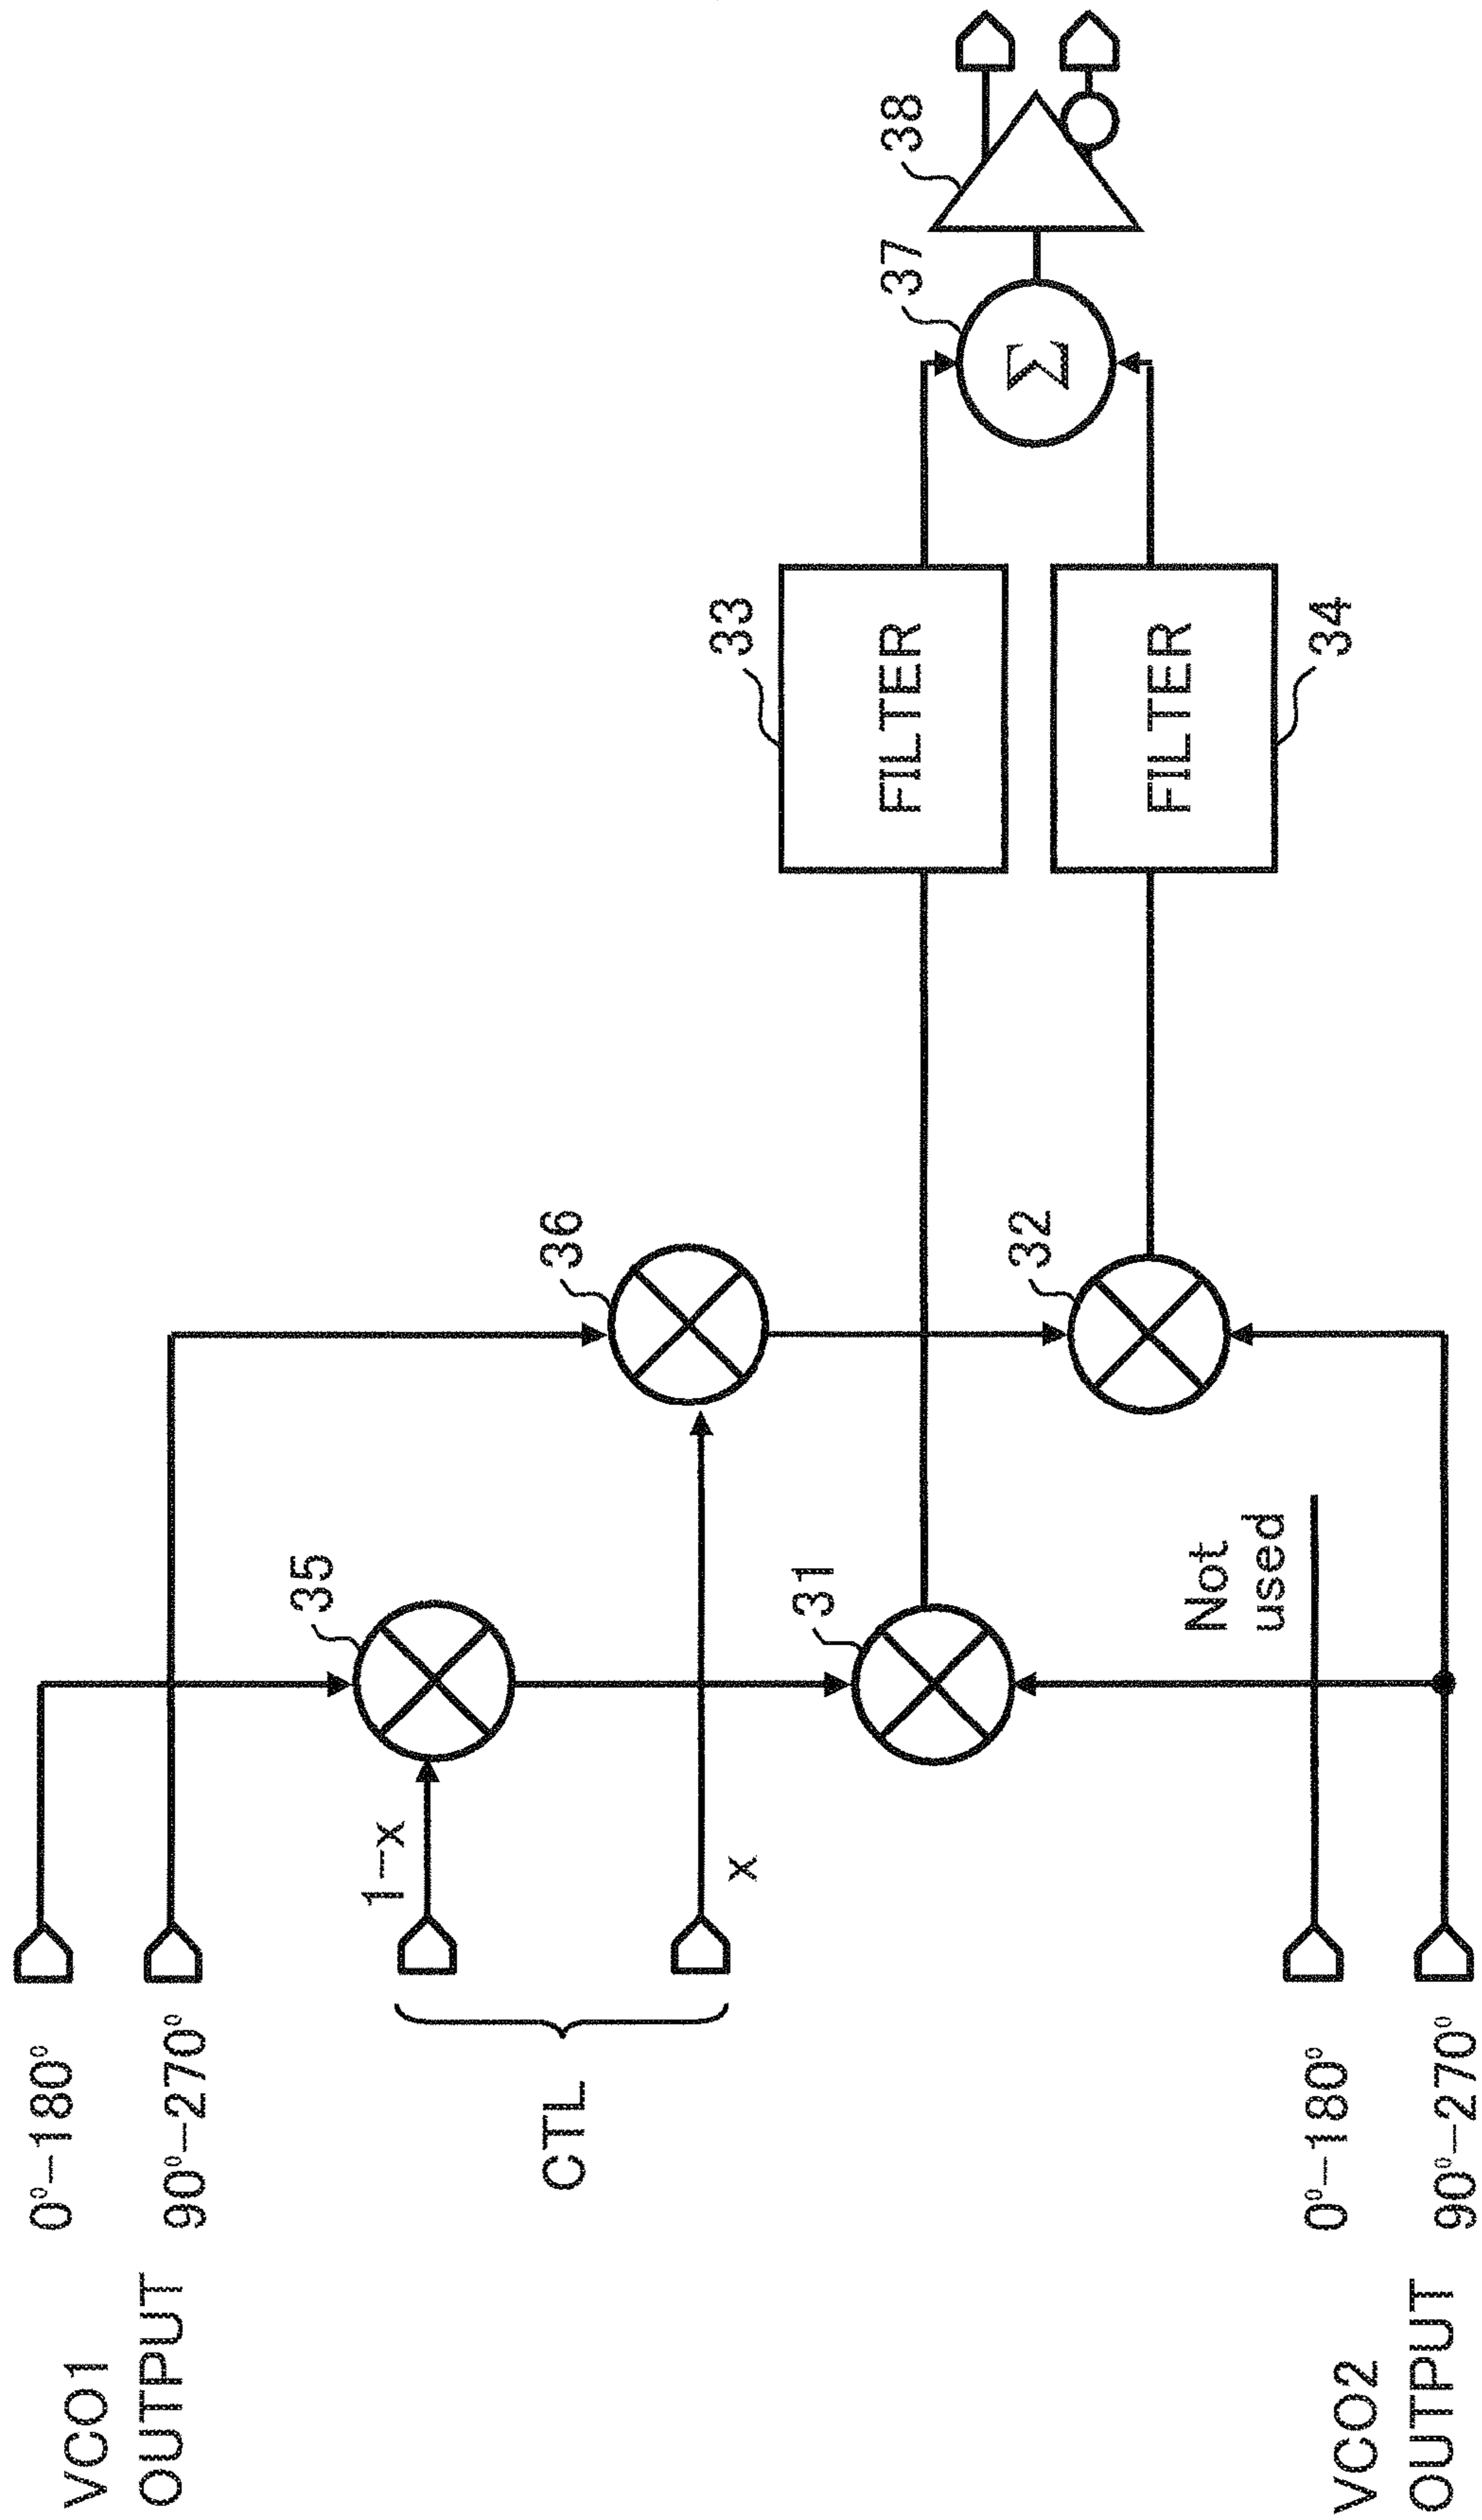 VCO1
OUTPUT
0°-180°
90°-270°
CTL
1-x
x
35
36
31
32
Not
used
VCO2
OUTPUT
0°-180°
90°-270°
33
FILTER
FILTER
34
37
Σ
38